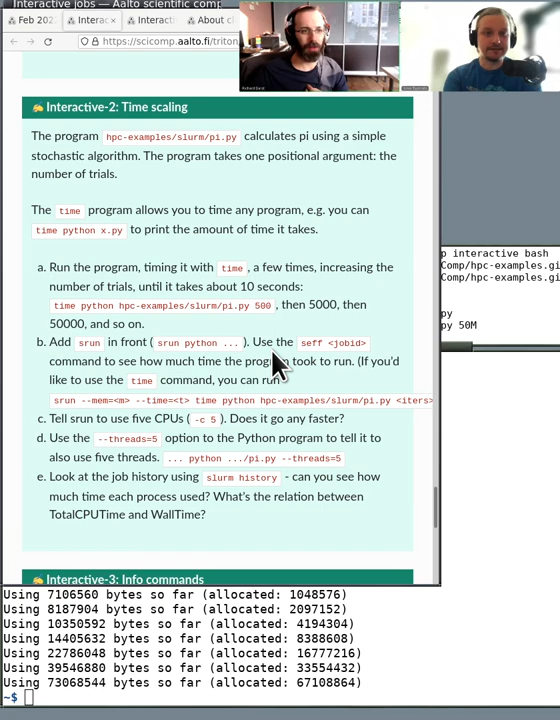 Interactive jobs — Aalto scientific comp
Feb 202
Interac ×
Interacti
About cl
https://scicomp.aalto.fi/triton
Interactive-2: Time scaling
The program hpc-examples/slurm/pi.py calculates pi using a simple
stochastic algorithm. The program takes one positional argument: the
number of trials.
The time program allows you to time any program, e.g. you can
time python x.py to print the amount of time it takes.
a. Run the program, timing it with time, a few times, increasing the
number of trials, until it takes about 10 seconds:
time python hpc-examples/slurm/pi.py 500, then 5000, then
50000, and so on.
b. Add srun in front (srun python ...). Use the seff <jobid>
command to see how much time the program took to run. (If you'd
like to use the time command, you can run
srun --mem=<m> --time=<t> time python hpc-examples/slurm/pi.py <iters>
c. Tell srun to use five CPUs (-c 5). Does it go any faster?
d. Use the --threads=5 option to the Python program to tell it to
also use five threads. ... python .../pi.py --threads=5
e. Look at the job history using slurm history - can you see how
much time each process used? What's the relation between
TotalCPUTime and WallTime?
Interactive-3: Info commands
p interactive bash
Comp/hpc-examples.gi
Comp/hpc-examples.gi
py
py 50M
Using 7106560 bytes so far (allocated: 1048576)
Using 8187904 bytes so far (allocated: 2097152)
Using 10350592 bytes so far (allocated: 4194304)
Using 14405632 bytes so far (allocated: 8388608)
Using 22786048 bytes so far (allocated: 16777216)
Using 39546880 bytes so far (allocated: 33554432)
Using 73068544 bytes so far (allocated: 67108864)
~$